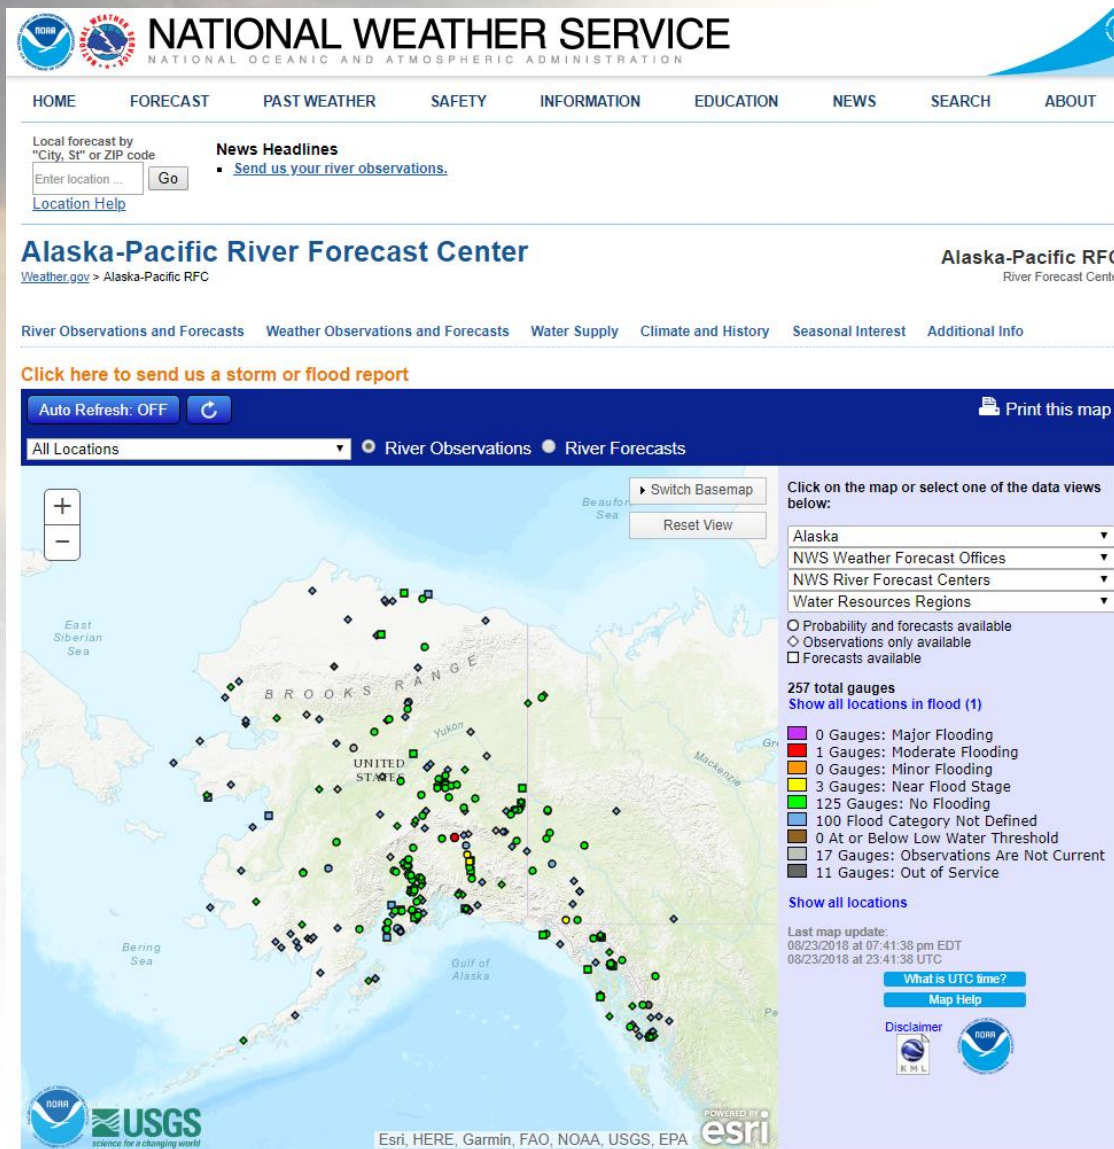 NATIONAL WEATHER SERVICE
NATIONAL OCEANIC AND ATMOSPHERIC ADMINISTRATION
HOME FORECAST PAST WEATHER SAFETY INFORMATION EDUCATION NEWS SEARCH ABOUT
Local forecast by
"City, St" or ZIP code
Enter location ...
Go
Location Help
News Headlines
Send us your river observations.
Alaska-Pacific River Forecast Center
Weather.gov > Alaska-Pacific RFC
Alaska-Pacific RFC
River Forecast Cente
River Observations and Forecasts Weather Observations and Forecasts Water Supply Climate and History Seasonal Interest Additional Info
Click here to send us a storm or flood report
Auto Refresh: OFF
Print this map
All Locations
River Observations River Forecasts
+
−
Switch Basemap
Reset View
Beaufor
Sea
East
Siberian
Sea
BROOKS RANGE
Yukon
UNITED
STATES
Mackenzie
Gre
Bering
Sea
Gulf of
Alaska
Pe
NOAA
USGS
science for a changing world
Esri, HERE, Garmin, FAO, NOAA, USGS, EPA
POWERED BY
esri
Click on the map or select one of the data views
below:
Alaska
NWS Weather Forecast Offices
NWS River Forecast Centers
Water Resources Regions
Probability and forecasts available
Observations only available
Forecasts available
257 total gauges
Show all locations in flood (1)
0 Gauges: Major Flooding
1 Gauges: Moderate Flooding
0 Gauges: Minor Flooding
3 Gauges: Near Flood Stage
125 Gauges: No Flooding
100 Flood Category Not Defined
0 At or Below Low Water Threshold
17 Gauges: Observations Are Not Current
11 Gauges: Out of Service
Show all locations
Last map update:
08/23/2018 at 07:41:38 pm EDT
08/23/2018 at 23:41:38 UTC
What is UTC time?
Map Help
Disclaimer
KML
NOAA